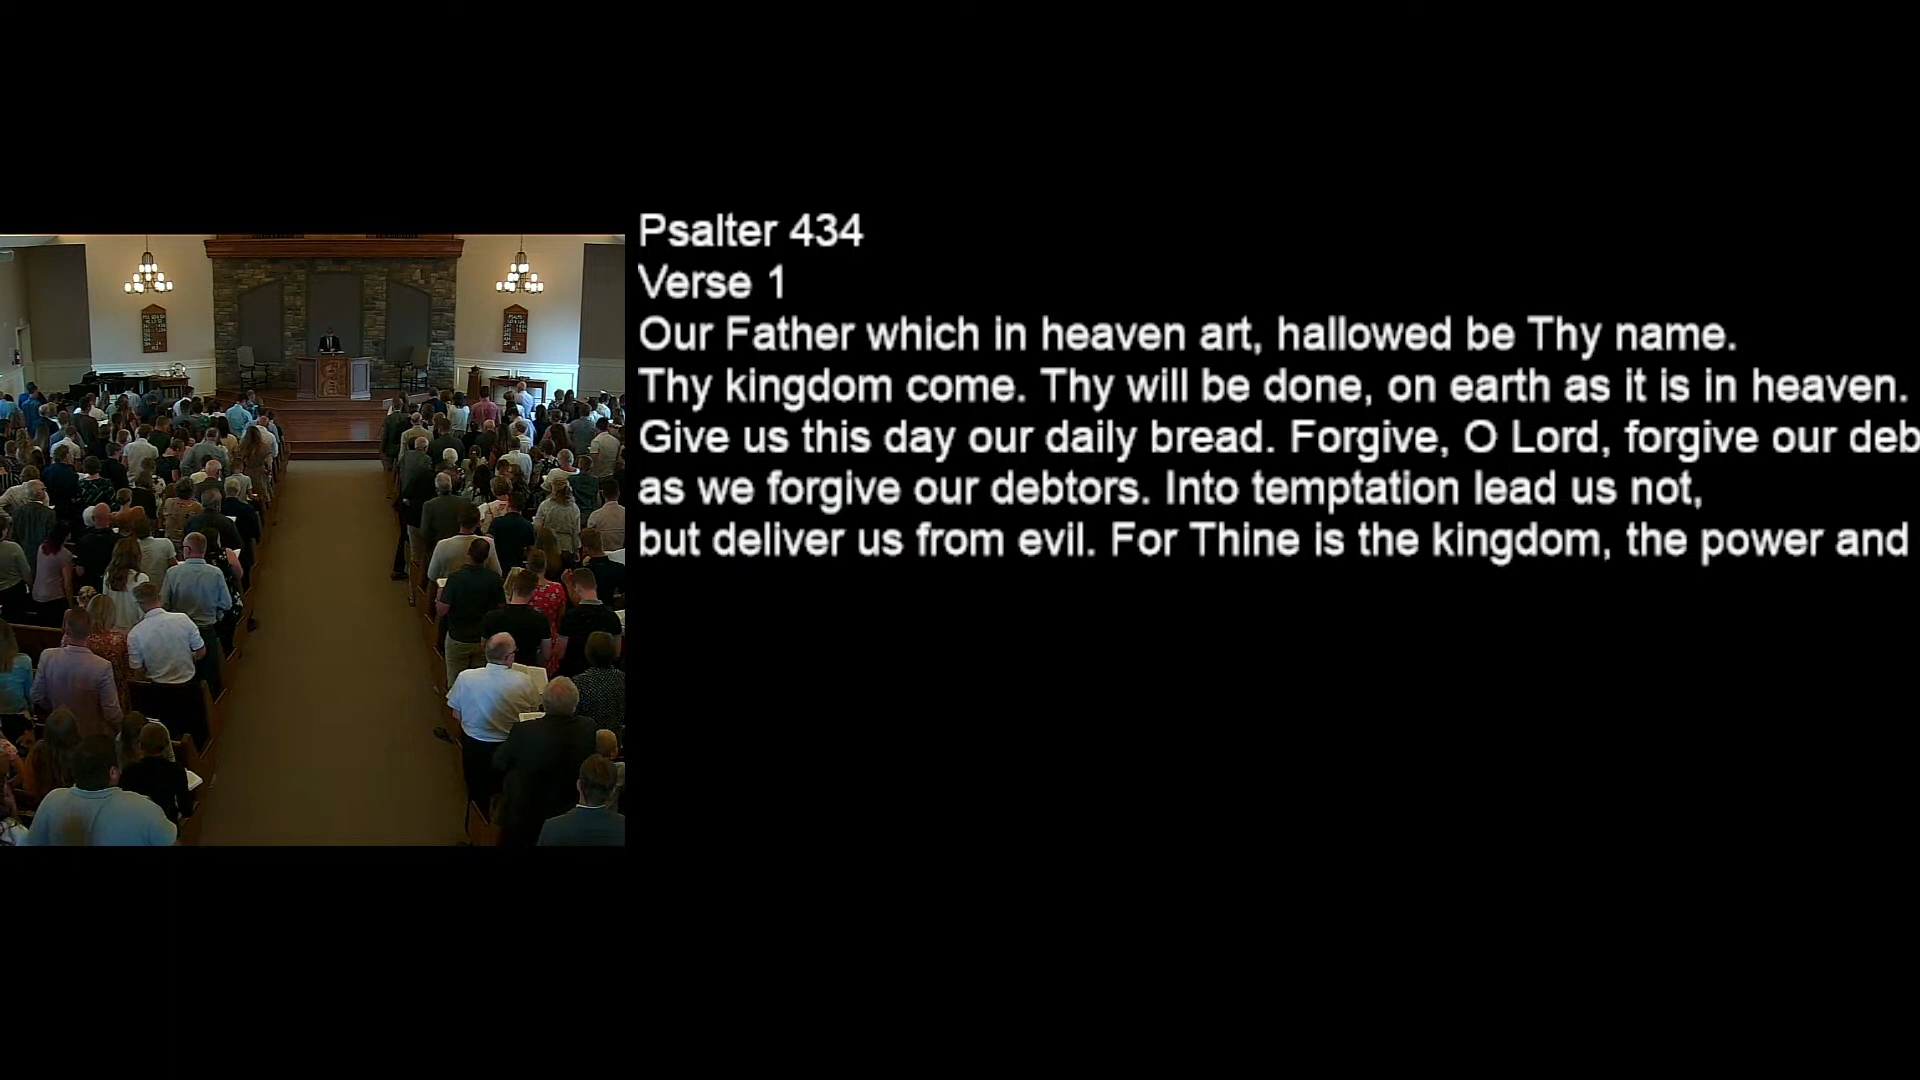 Psalter 434
Verse 1
Our Father which in heaven art, hallowed be Thy name.
Thy kingdom come. Thy will be done, on earth as it is in heaven.
Give us this day our daily bread. Forgive, O Lord, forgive our deb
as we forgive our debtors. Into temptation lead us not,
but deliver us from evil. For Thine is the kingdom, the power and